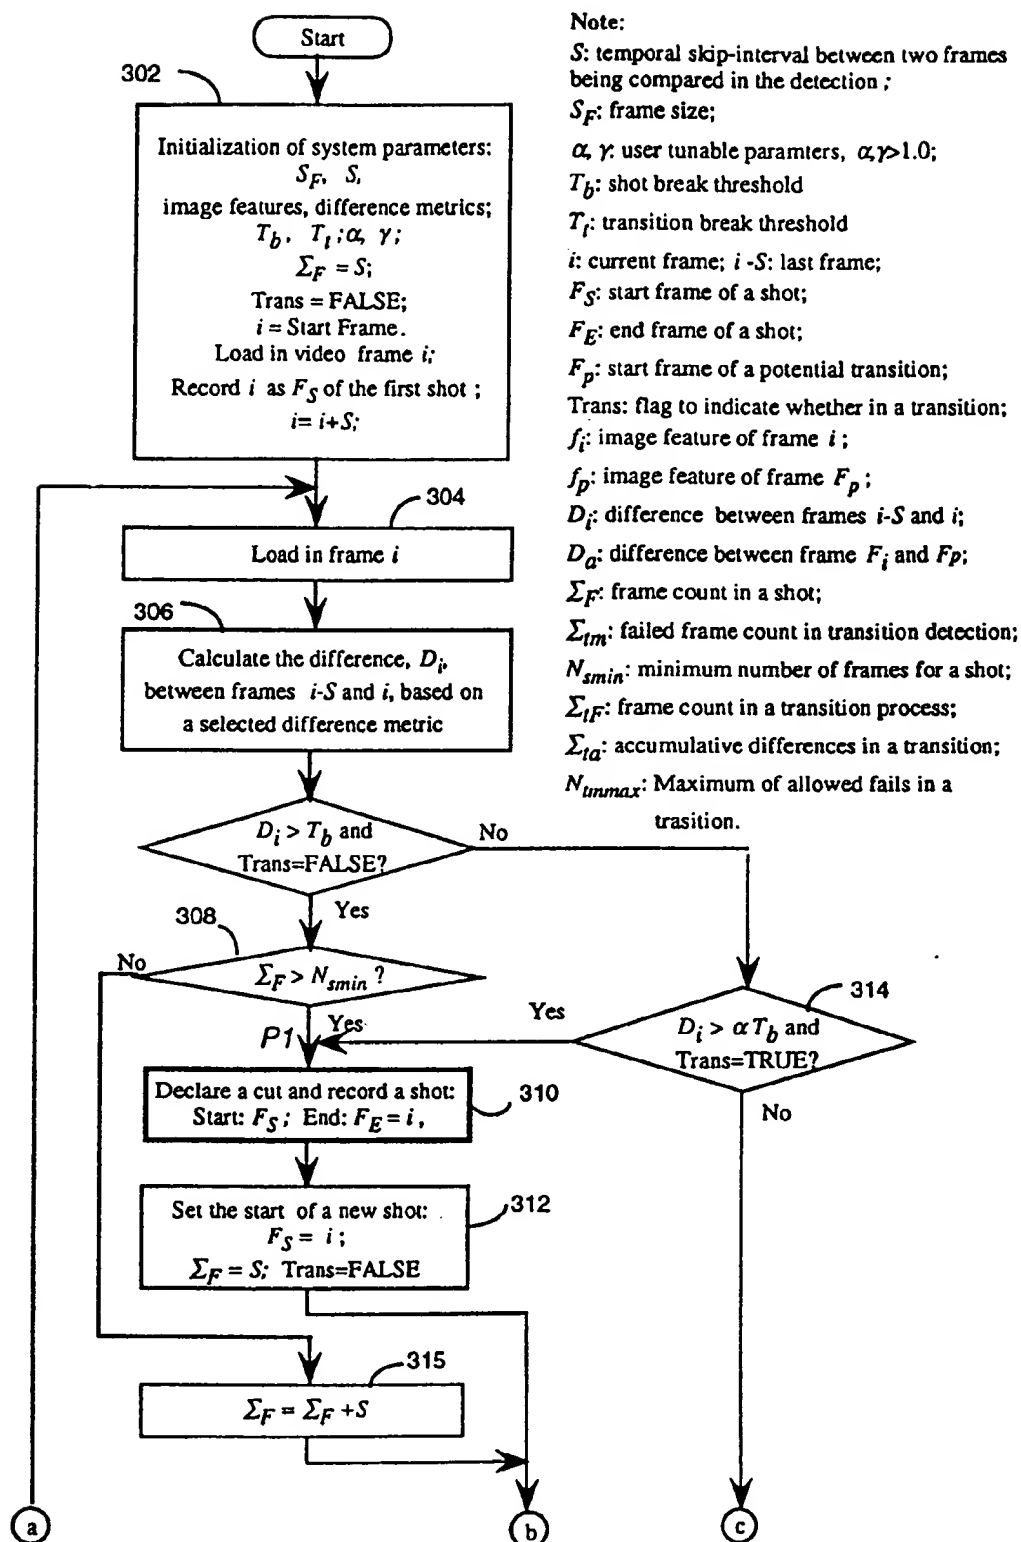 Start
302
Initialization of system parameters:
S_F, S,
image features, difference metrics;
T_b, T_t; α, γ;
Σ_F = S;
Trans = FALSE;
i = Start Frame.
Load in video frame i;
Record i as F_S of the first shot ;
i= i+S;
304
Load in frame i
306
Calculate the difference, D_i,
between frames i-S and i, based on
a selected difference metric
D_i > T_b and
Trans=FALSE?
No
Yes
308
No
Σ_F > N_smin ?
314
Yes
D_i > α T_b and
Trans=TRUE?
P1
Yes
No
Declare a cut and record a shot:
Start: F_S ; End: F_E = i ,
310
Set the start of a new shot:
F_S = i ;
Σ_F = S; Trans=FALSE
312
315
Σ_F = Σ_F +S
a
b
c
Note:
S: temporal skip-interval between two frames
being compared in the detection ;
S_F: frame size;
α, γ: user tunable paramters, α,γ>1.0;
T_b: shot break threshold
T_t: transition break threshold
i: current frame; i -S: last frame;
F_S: start frame of a shot;
F_E: end frame of a shot;
F_p: start frame of a potential transition;
Trans: flag to indicate whether in a transition;
f_i: image feature of frame i ;
f_p: image feature of frame F_p ;
D_i: difference between frames i-S and i;
D_a: difference between frame F_i and Fp;
Σ_F: frame count in a shot;
Σ_tm: failed frame count in transition detection;
N_smin: minimum number of frames for a shot;
Σ_tF: frame count in a transition process;
Σ_ta: accumulative differences in a transition;
N_tmmax: Maximum of allowed fails in a
trasition.